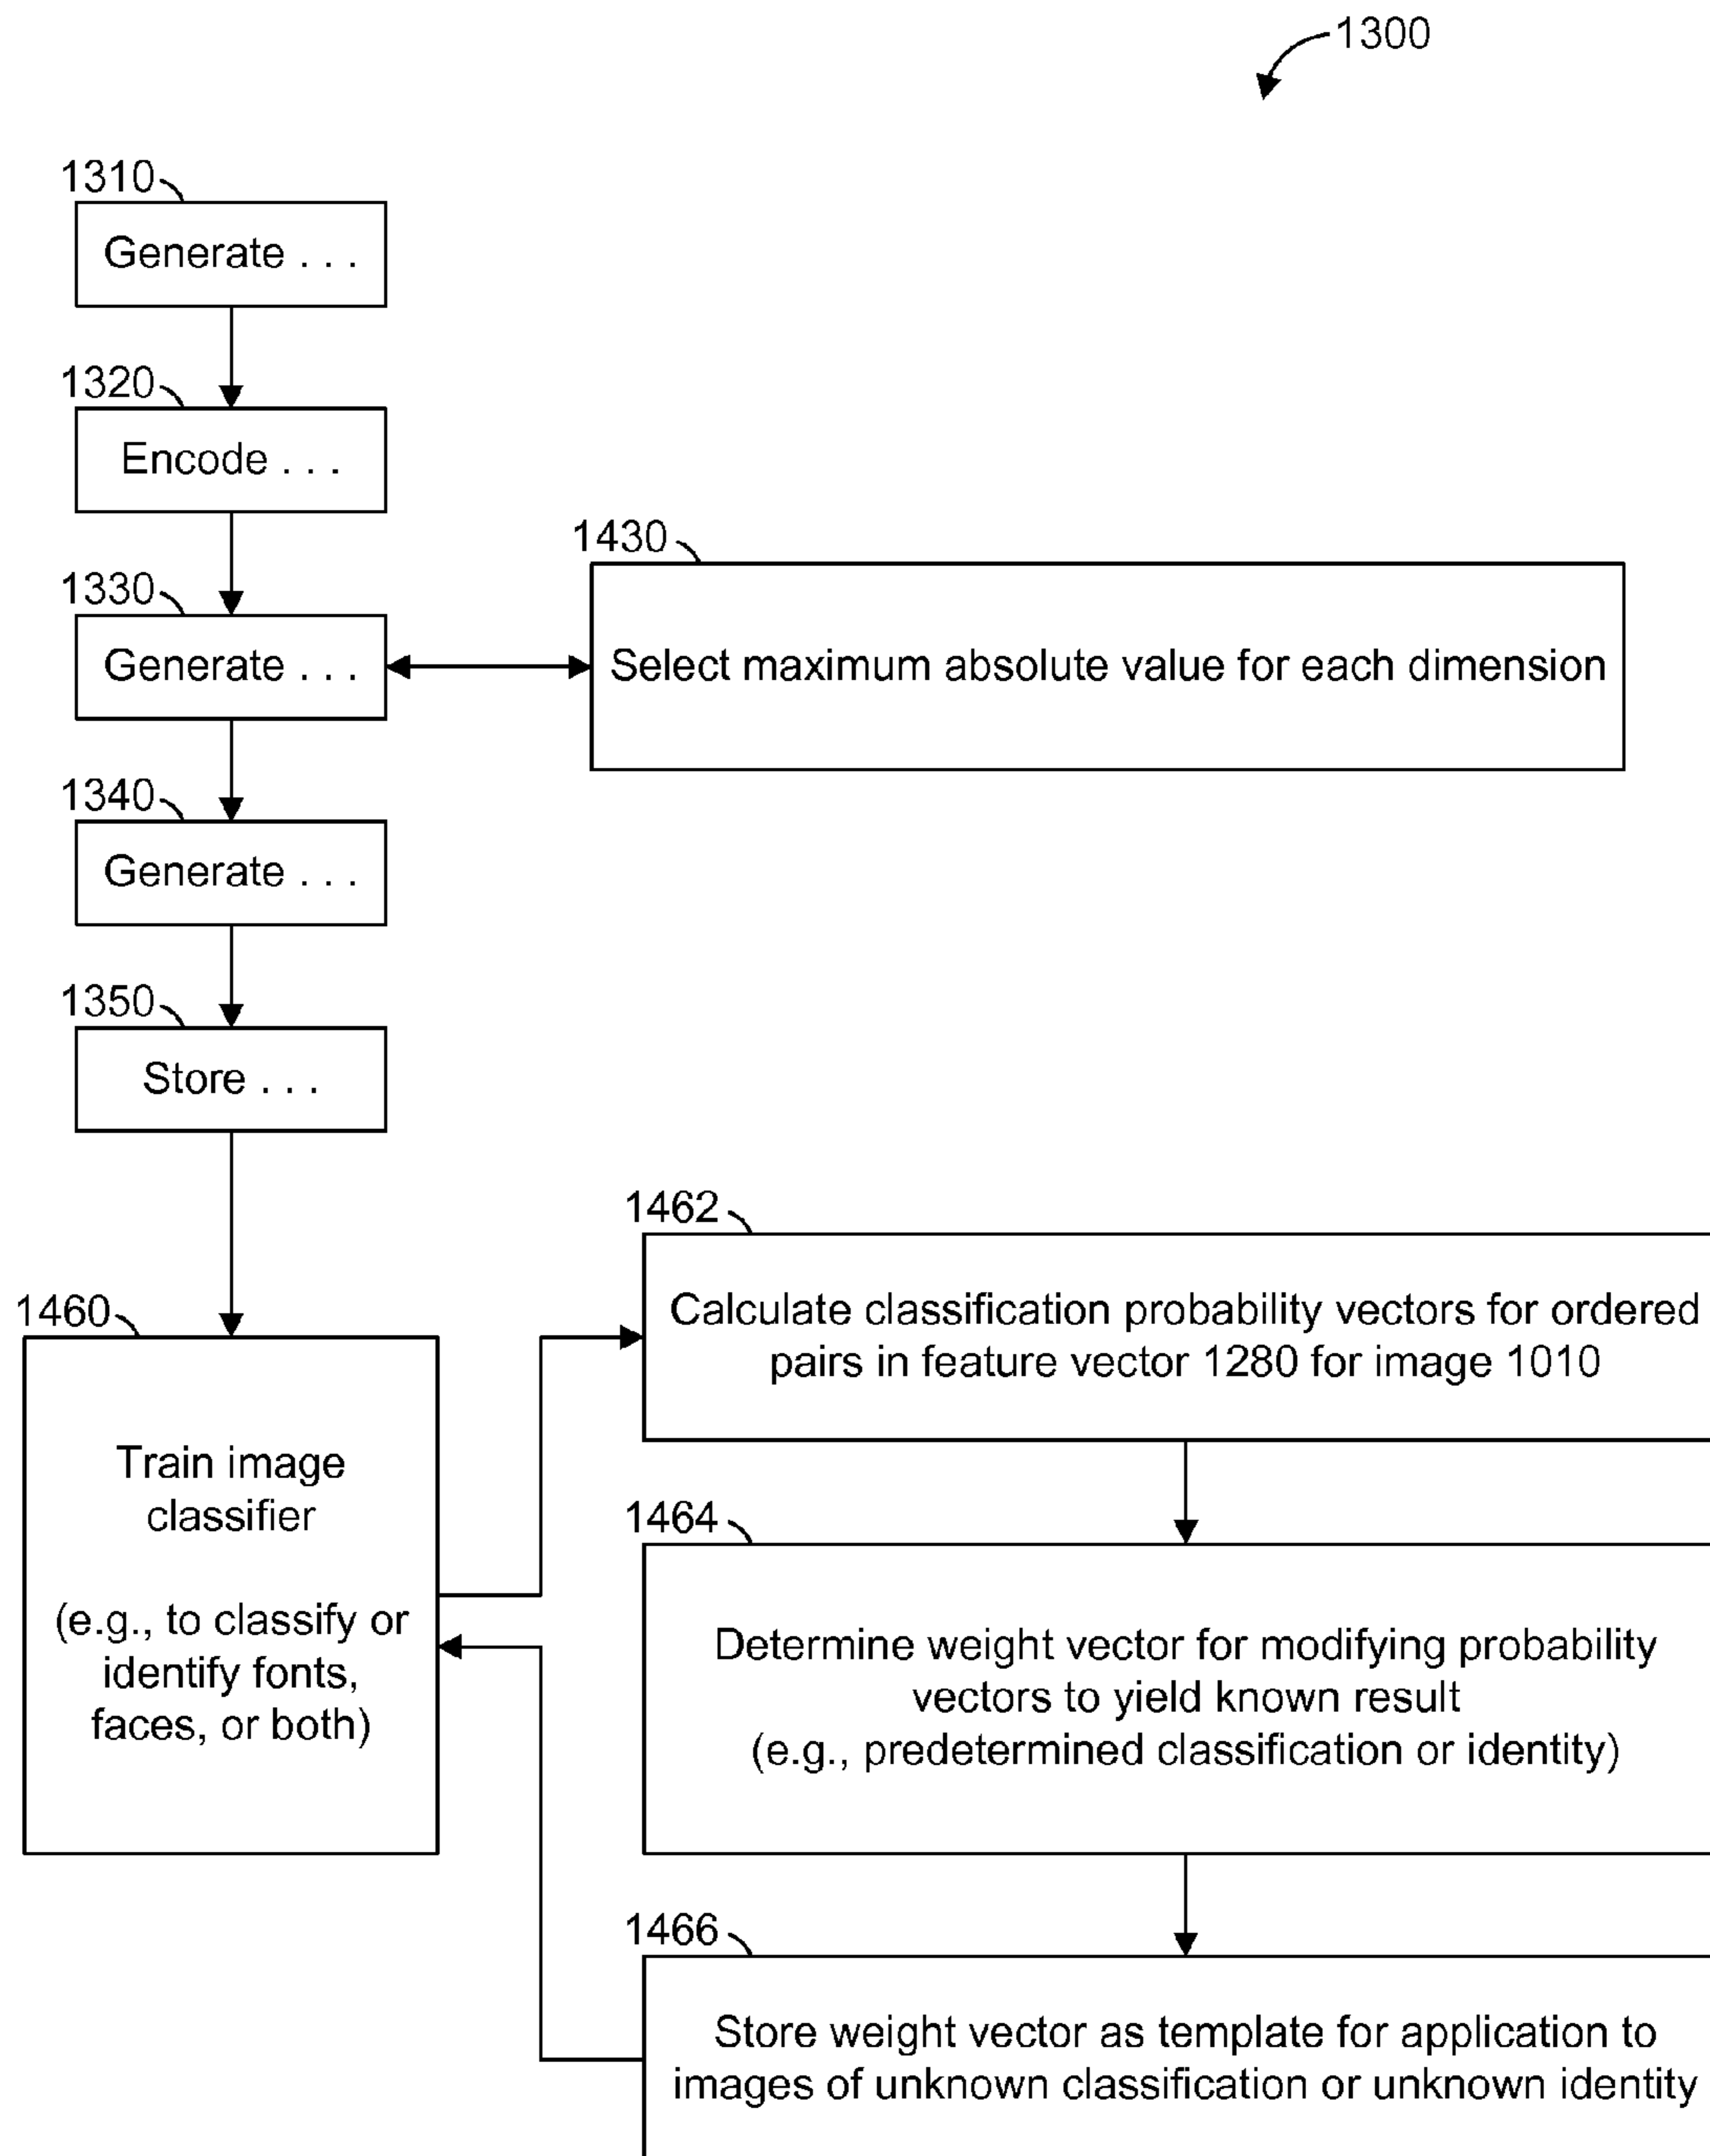 1300
1310
Generate . . .
1320
Encode . . .
1330
Generate . . .
1430
Select maximum absolute value for each dimension
1340
Generate . . .
1350
Store . . .
1460
Train image
classifier
(e.g., to classify or
identify fonts,
faces, or both)
1462
Calculate classification probability vectors for ordered
pairs in feature vector 1280 for image 1010
1464
Determine weight vector for modifying probability
vectors to yield known result
(e.g., predetermined classification or identity)
1466
Store weight vector as template for application to
images of unknown classification or unknown identity